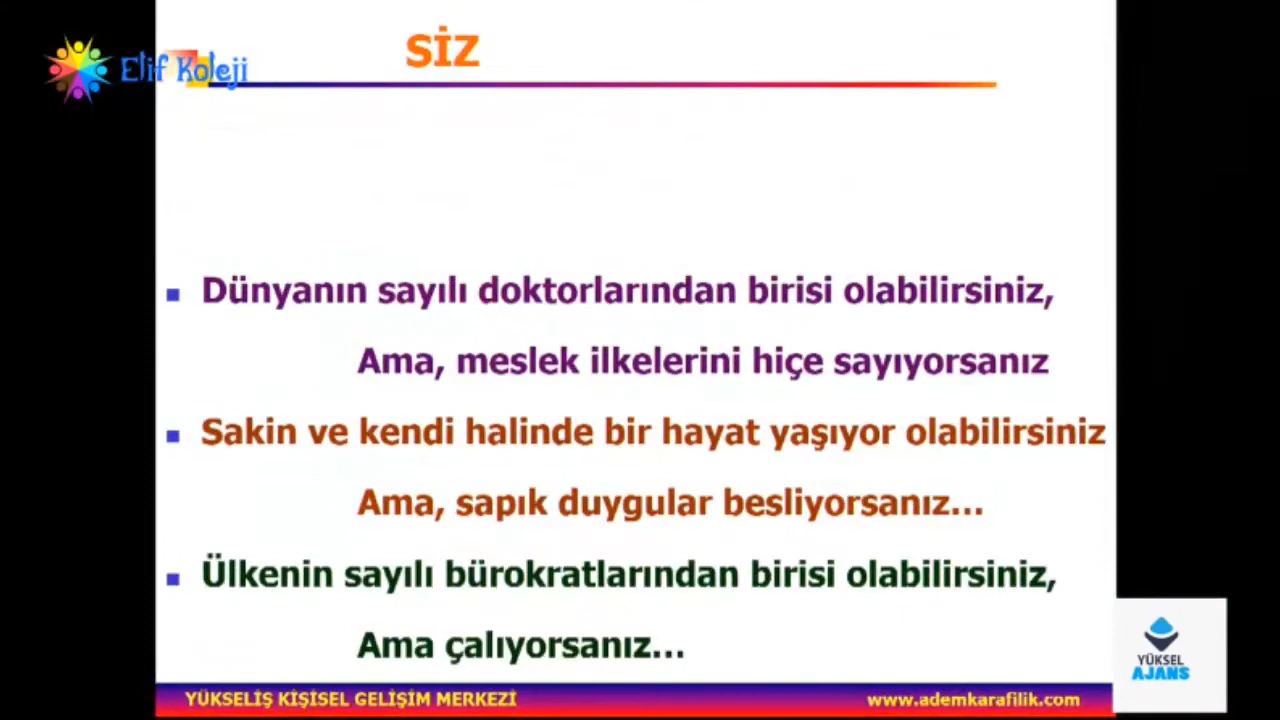 SİZ
Elif Koleji
Dünyanın sayılı doktorlarından birisi olabilirsiniz,
Ama, meslek ilkelerini hiçe sayıyorsanız
Sakin ve kendi halinde bir hayat yaşıyor olabilirsiniz
Ama, sapık duygular besliyorsanız...
Ülkenin sayılı bürokratlarından birisi olabilirsiniz,
Ama çalıyorsanız...
YÜKSEL
AJANS
YÜKSELİŞ KİŞİSEL GELİŞİM MERKEZİ
www.ademkarafilik.com